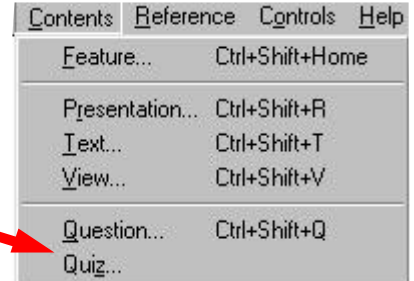 Contents Reference Controls Help
Feature... Ctrl+Shift+Home
Presentation... Ctrl+Shift+R
Text... Ctrl+Shift+T
View... Ctrl+Shift+V
Question... Ctrl+Shift+Q
Quiz...